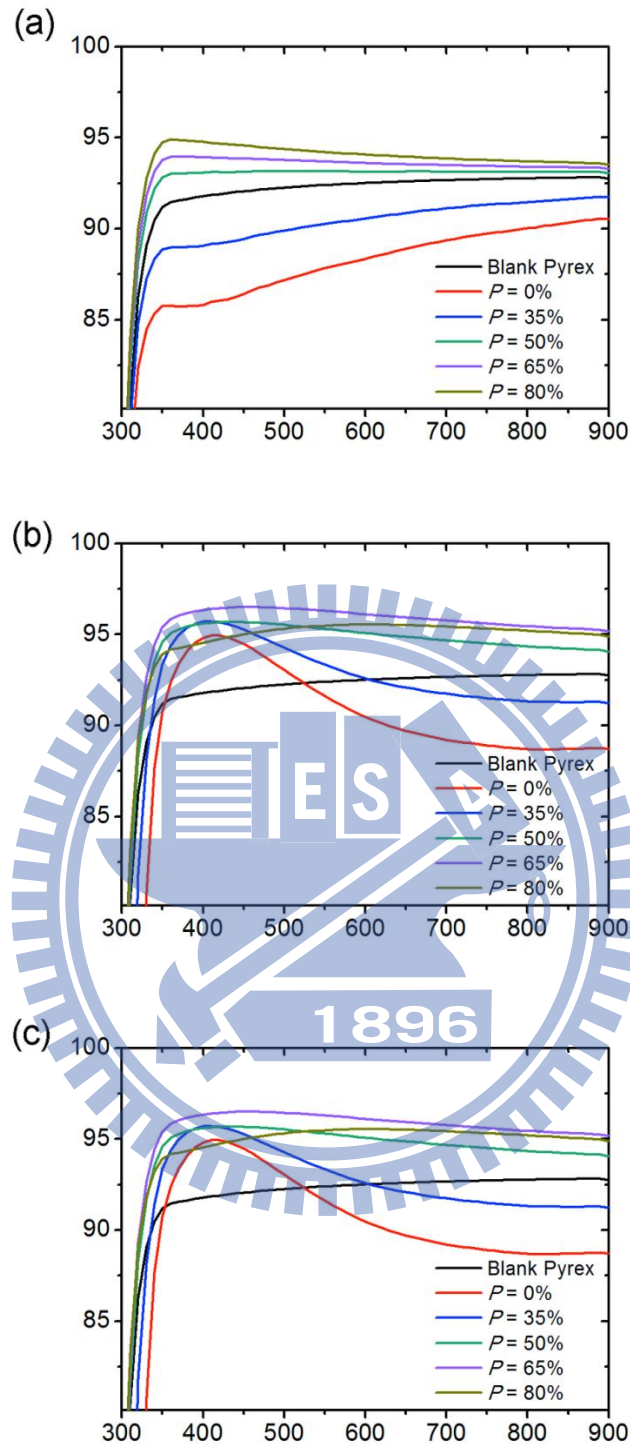 (a)
100
95
90
85
Blank Pyrex
P = 0%
P = 35%
P = 50%
P = 65%
P = 80%
300 400 500 600 700 800 900
(b)
100
95
90
85
Blank Pyrex
P = 0%
P = 35%
P = 50%
P = 65%
P = 80%
300 400 500 600 700 800 900
E S A
1896
(c)
100
95
90
85
Blank Pyrex
P = 0%
P = 35%
P = 50%
P = 65%
P = 80%
300 400 500 600 700 800 900